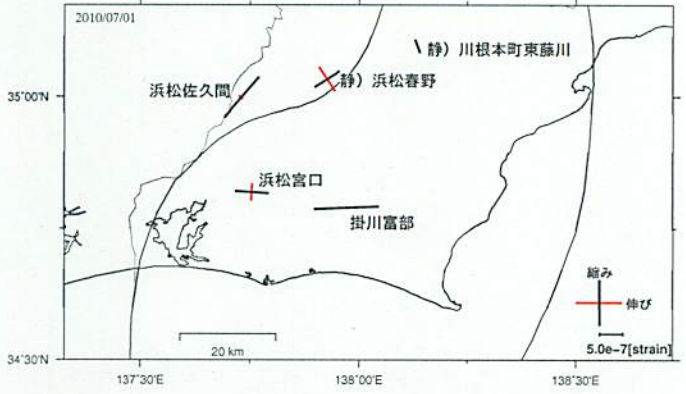 2010/07/01
静）川根本町東藤川
静）浜松春野
浜松佐久間
35°00'N
浜松宮口
掛川富部
縮み
伸び
5.0e-7[strain]
20 km
34°30'N
137°30'E
138°00'E
138°30'E